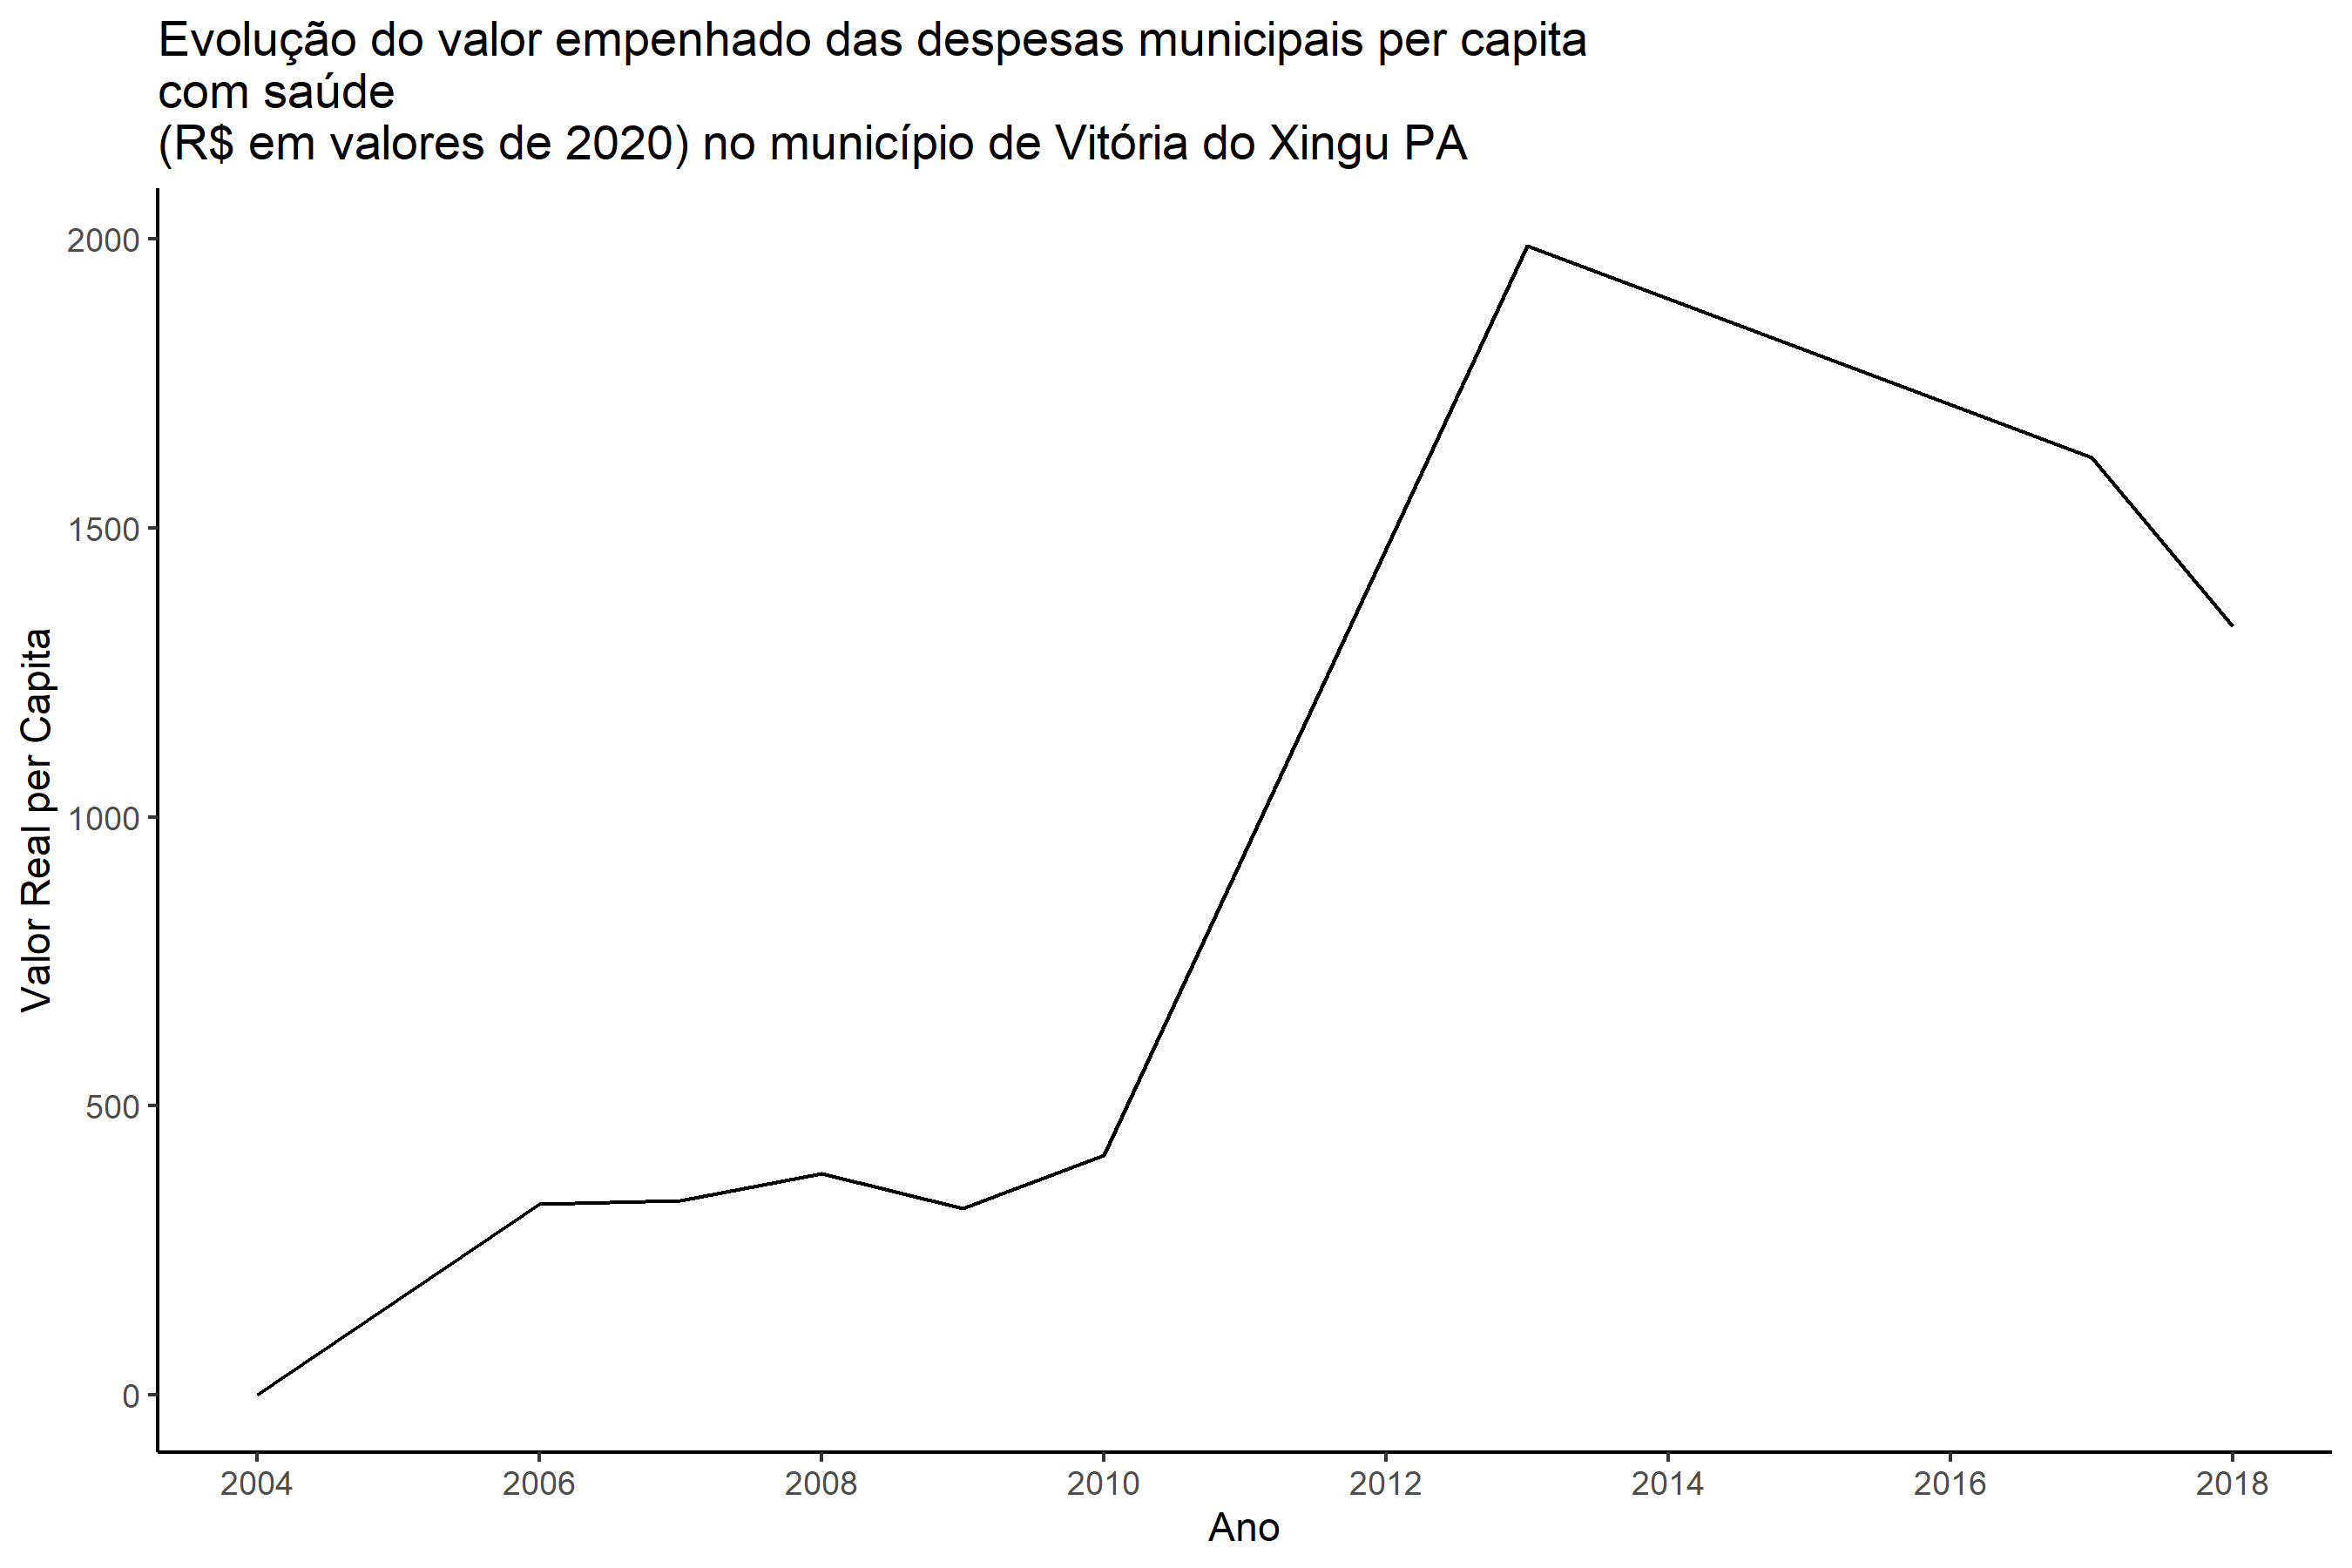 Evolução do valor empenhado das despesas municipais per capita
com saúde
(R$ em valores de 2020) no município de Vitória do Xingu PA
Valor Real per Capita
2000
1500
1000
500
0
2004 2006 2008 2010 2012 2014 2016 2018
Ano